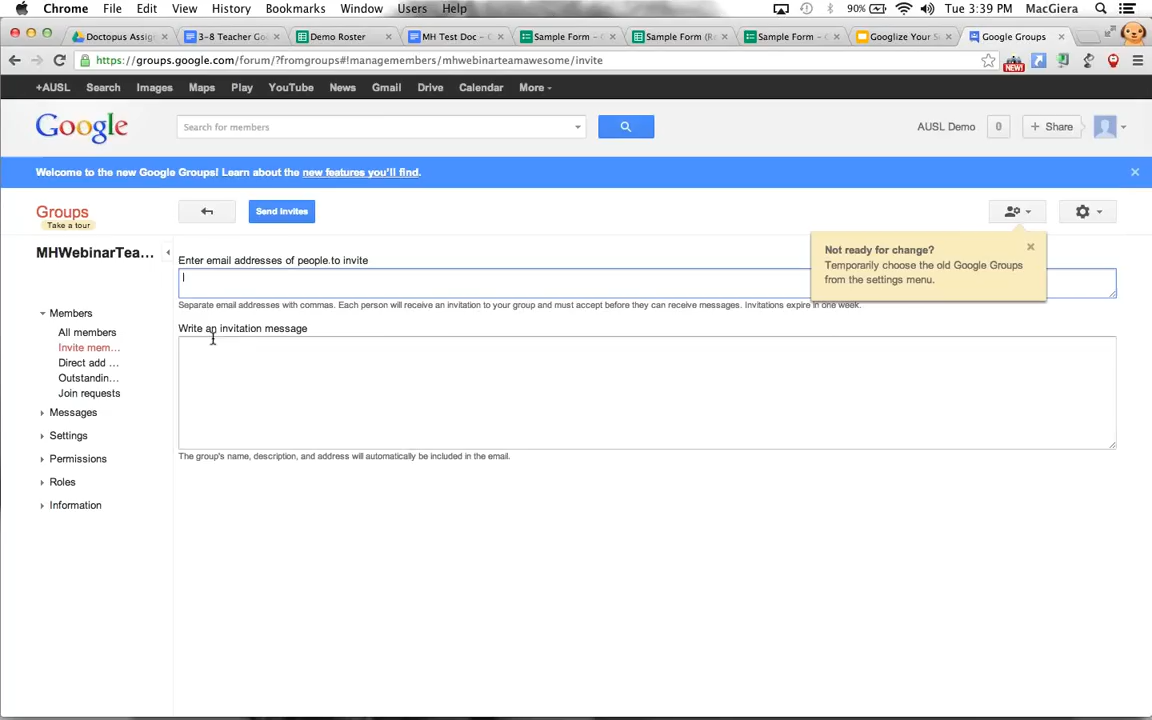 Chrome File Edit View History Bookmarks Window Users Help 90% Tue 3:39 PM MacGiera
Doctopus Assig 3-8 Teacher Go Demo Roster MH Test Doc - Sample Form - Sample Form (R Sample Form - Googlize Your S Google Groups
https://groups.google.com/forum/?fromgroups#!managemembers/mhwebinarteamawesome/invite
NEW!
+AUSL Search Images Maps Play YouTube News Gmail Drive Calendar More
Google Search for members AUSL Demo 0 + Share
Welcome to the new Google Groups! Learn about the new features you'll find.
Groups Send Invites
Take a tour
MHWebinarTea...
Not ready for change?
Temporarily choose the old Google Groups
from the settings menu.
Enter email addresses of people to invite
Separate email addresses with commas. Each person will receive an invitation to your group and must accept before they can receive messages. Invitations expire in one week.
Write an invitation message
The group's name, description, and address will automatically be included in the email.
Members
All members
Invite mem...
Direct add ...
Outstandin...
Join requests
Messages
Settings
Permissions
Roles
Information